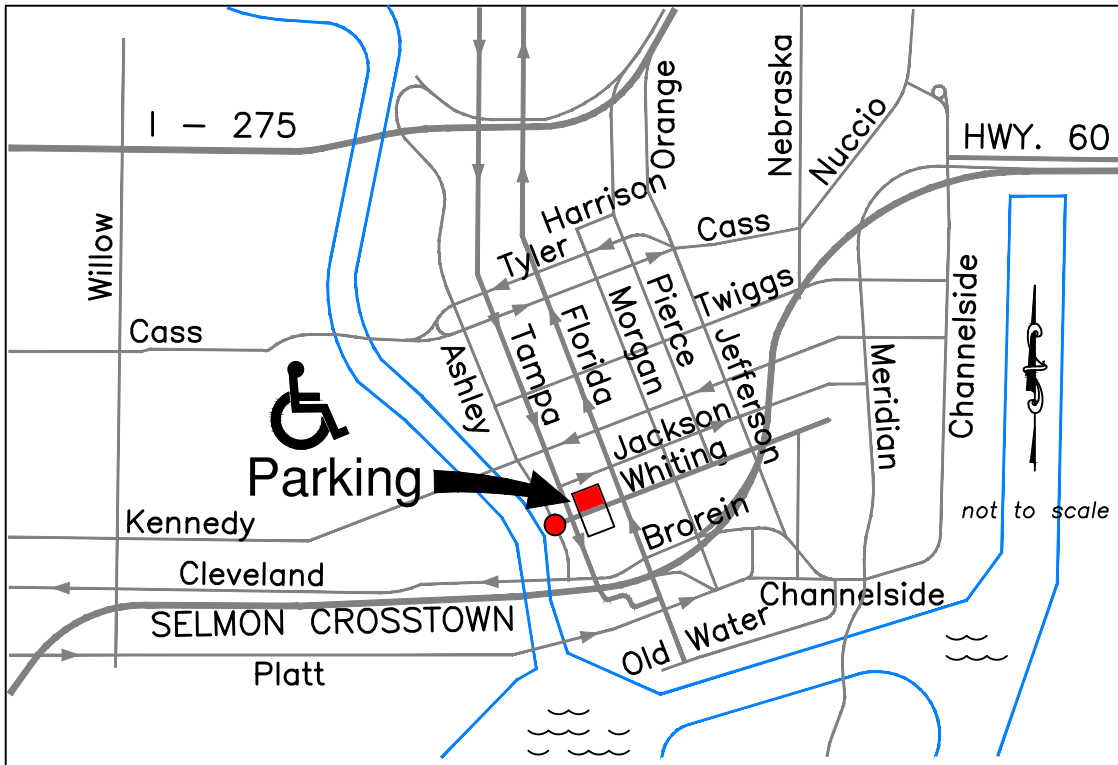 I - 275
Orange
Nebraska
Nuccio
HWY. 60
Willow
Harrison
Cass
Tyler
Cass
Pierce
Twiggs
Channelside
Florida
Morgan
Tampa
Ashley
Jefferson
Meridian
Jackson
Parking
Whiting
Kennedy
Brorein
not to scale
Cleveland
SELMON CROSSTOWN
Channelside
Platt
Old Water